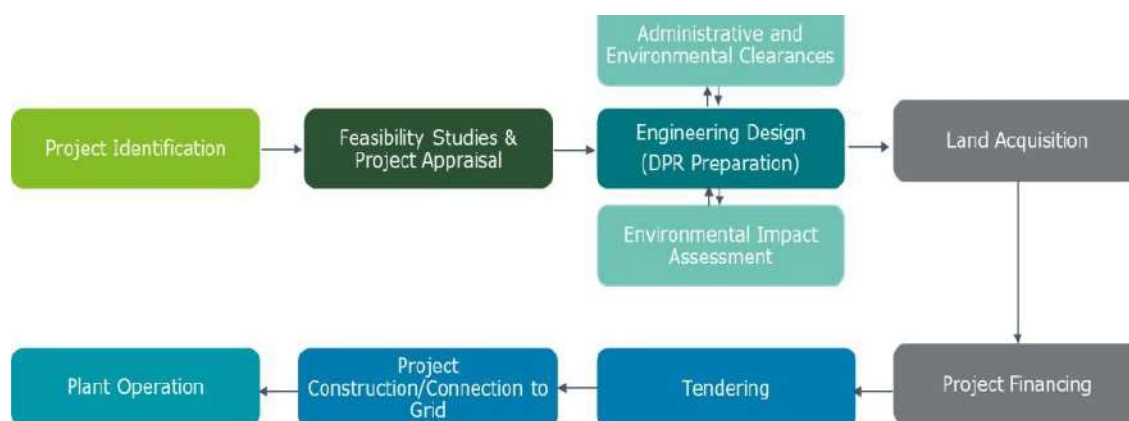 Administrative and
Environmental Clearances
Project Identification
Feasibility Studies &
Project Appraisal
Engineering Design
(DPR Preparation)
Land Acquisition
Environmental Impact
Assessment
Plant Operation
Project
Construction/Connection to
Grid
Tendering
Project Financing